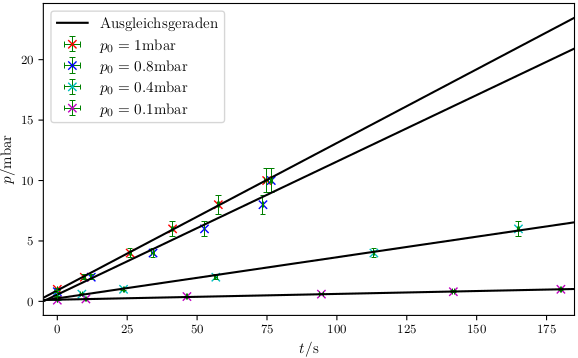 Ausgleichsgeraden
p₀ = 1mbar
p₀ = 0.8mbar
p₀ = 0.4mbar
p₀ = 0.1mbar
20
15
10
5
0
p/mbar
0 25 50 75 100 125 150 175
t/s